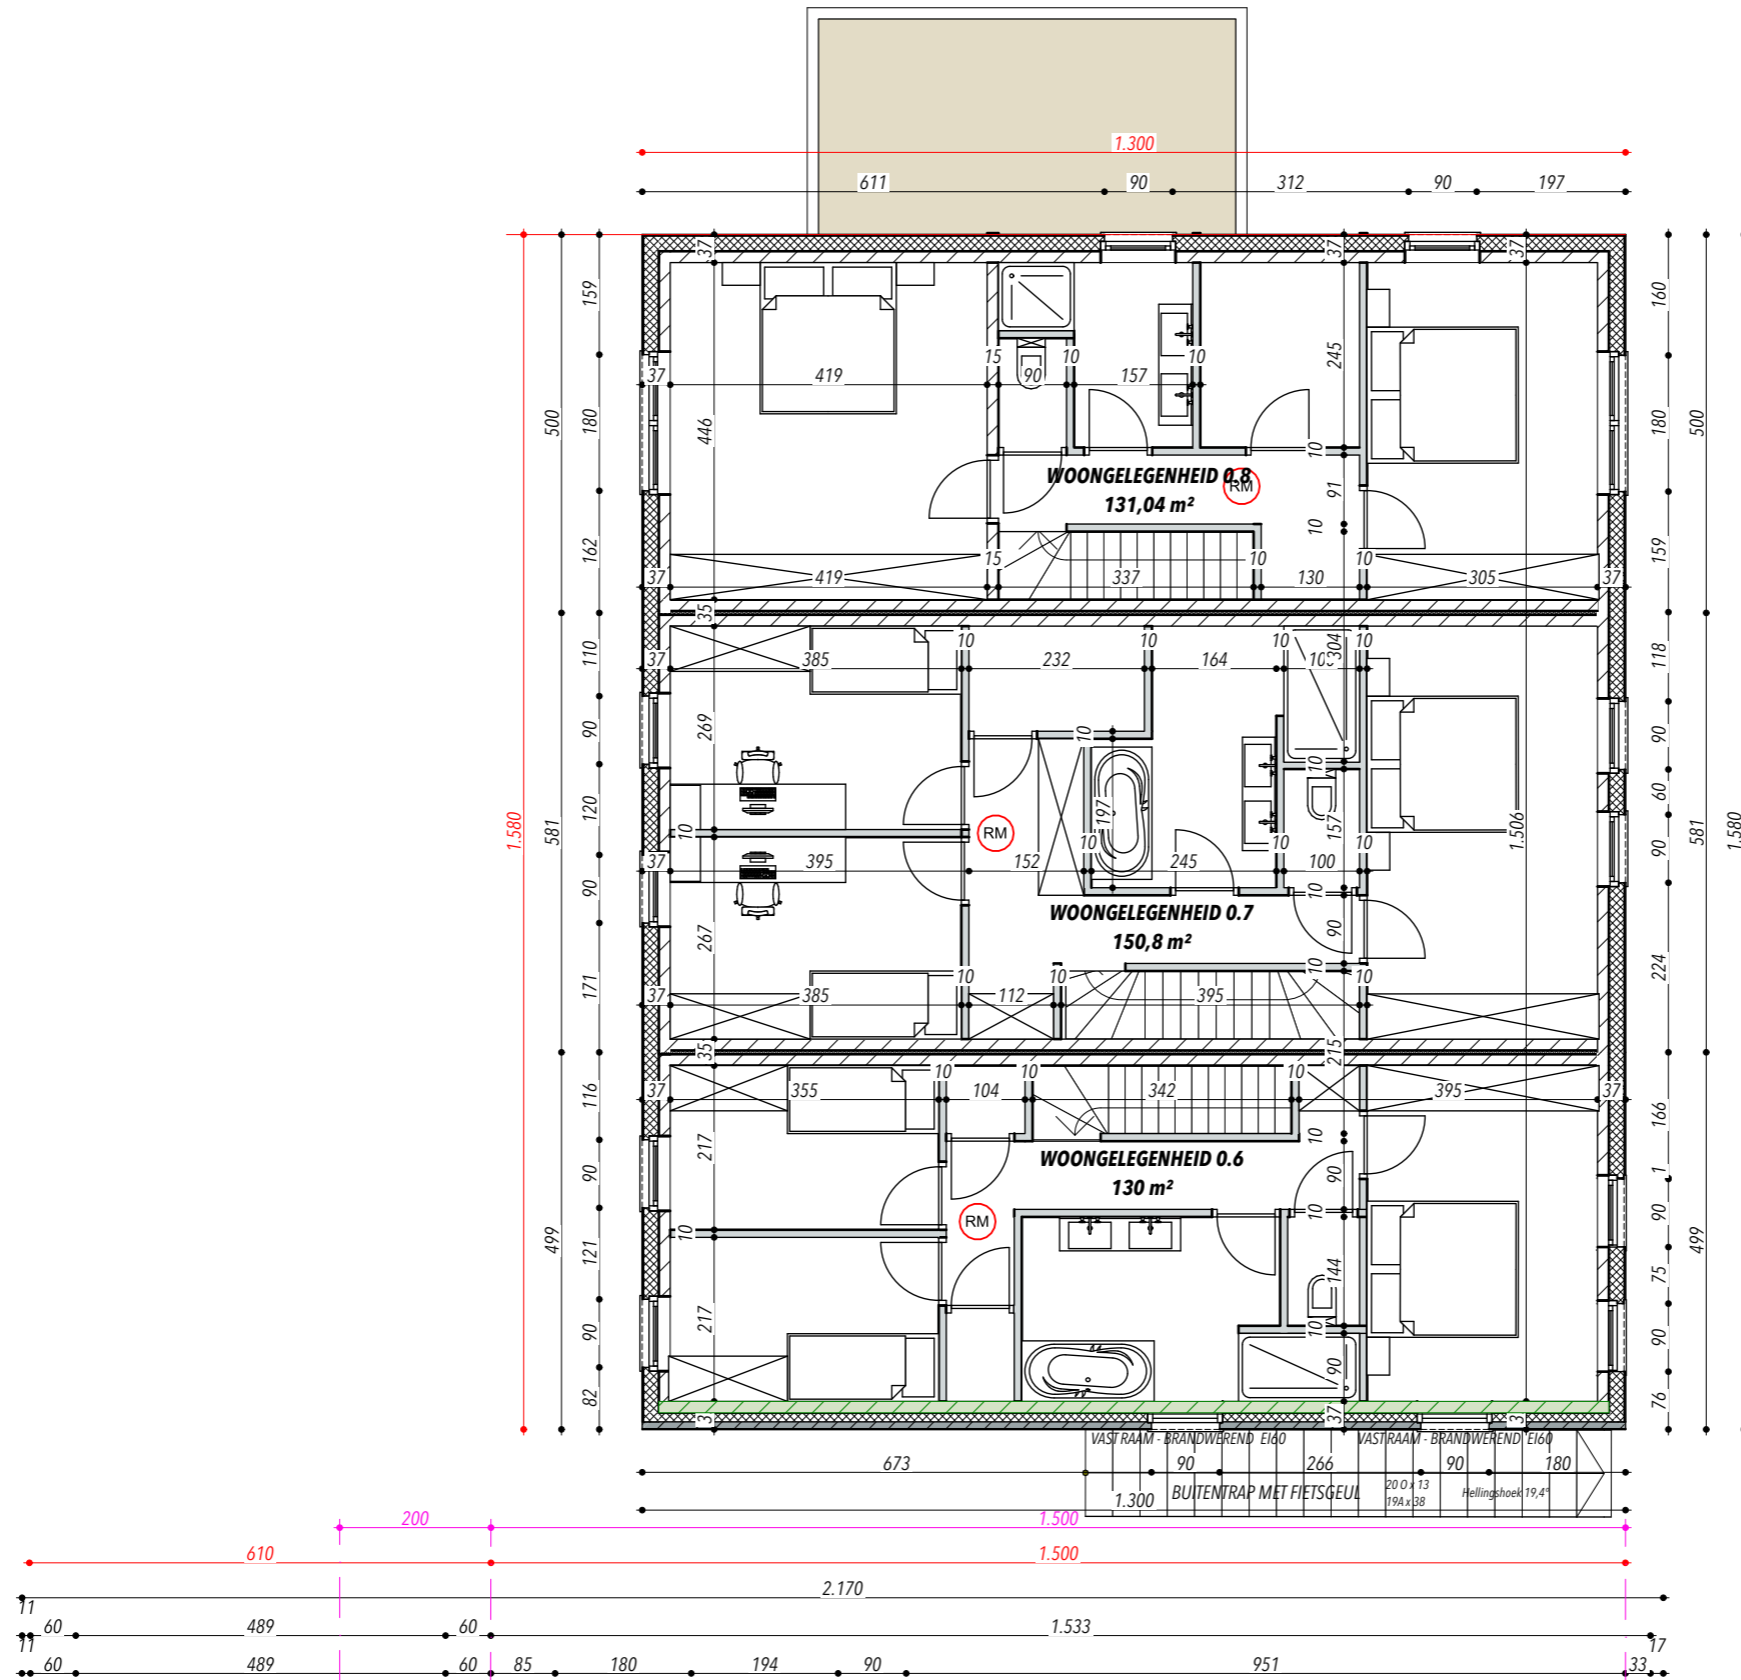 1.300
611 90 312 90 197
37 37 37
159 160
15 10 10 245
37 419 90 157
1.580 500 180 446 180 500
10
WOONGELEGENHEID 0.8
RM
131,04 m²
91
10
162 15 10 10 159
37 419 337 130 305 37
35
10 10 10 10
110 37 385 232 164 304 118
90 269 10 90
10
60
120 RM 197 157 1.506 1.580
581 10 10 10 10 581
37 395 152 245 100 90
90 10
WOONGELEGENHEID 0.7
267 90
150,8 m²
10 10 10 10
171 37 385 112 395 224
35 215
10 10 10
116 37 355 104 342 395 37 166
217 10
WOONGELEGENHEID 0.6
90 90 1
130 m²
RM 10 90
499 121 10 499
144 75
217
90 10 90
82 90 76
37
VAST RAAM - BRANDWEREND EI60 VAST RAAM - BRANDWEREND EI60
673 90 266 90 180
BUITENTRAP MET FIETSGEUL 20 O x 13
1.300 19A x 38 Hellingshoek 19,4°
200 1.500
610 1.500
2.170
11
60 489 60 1.533
11 17
60 489 60 85 180 194 90 951 33